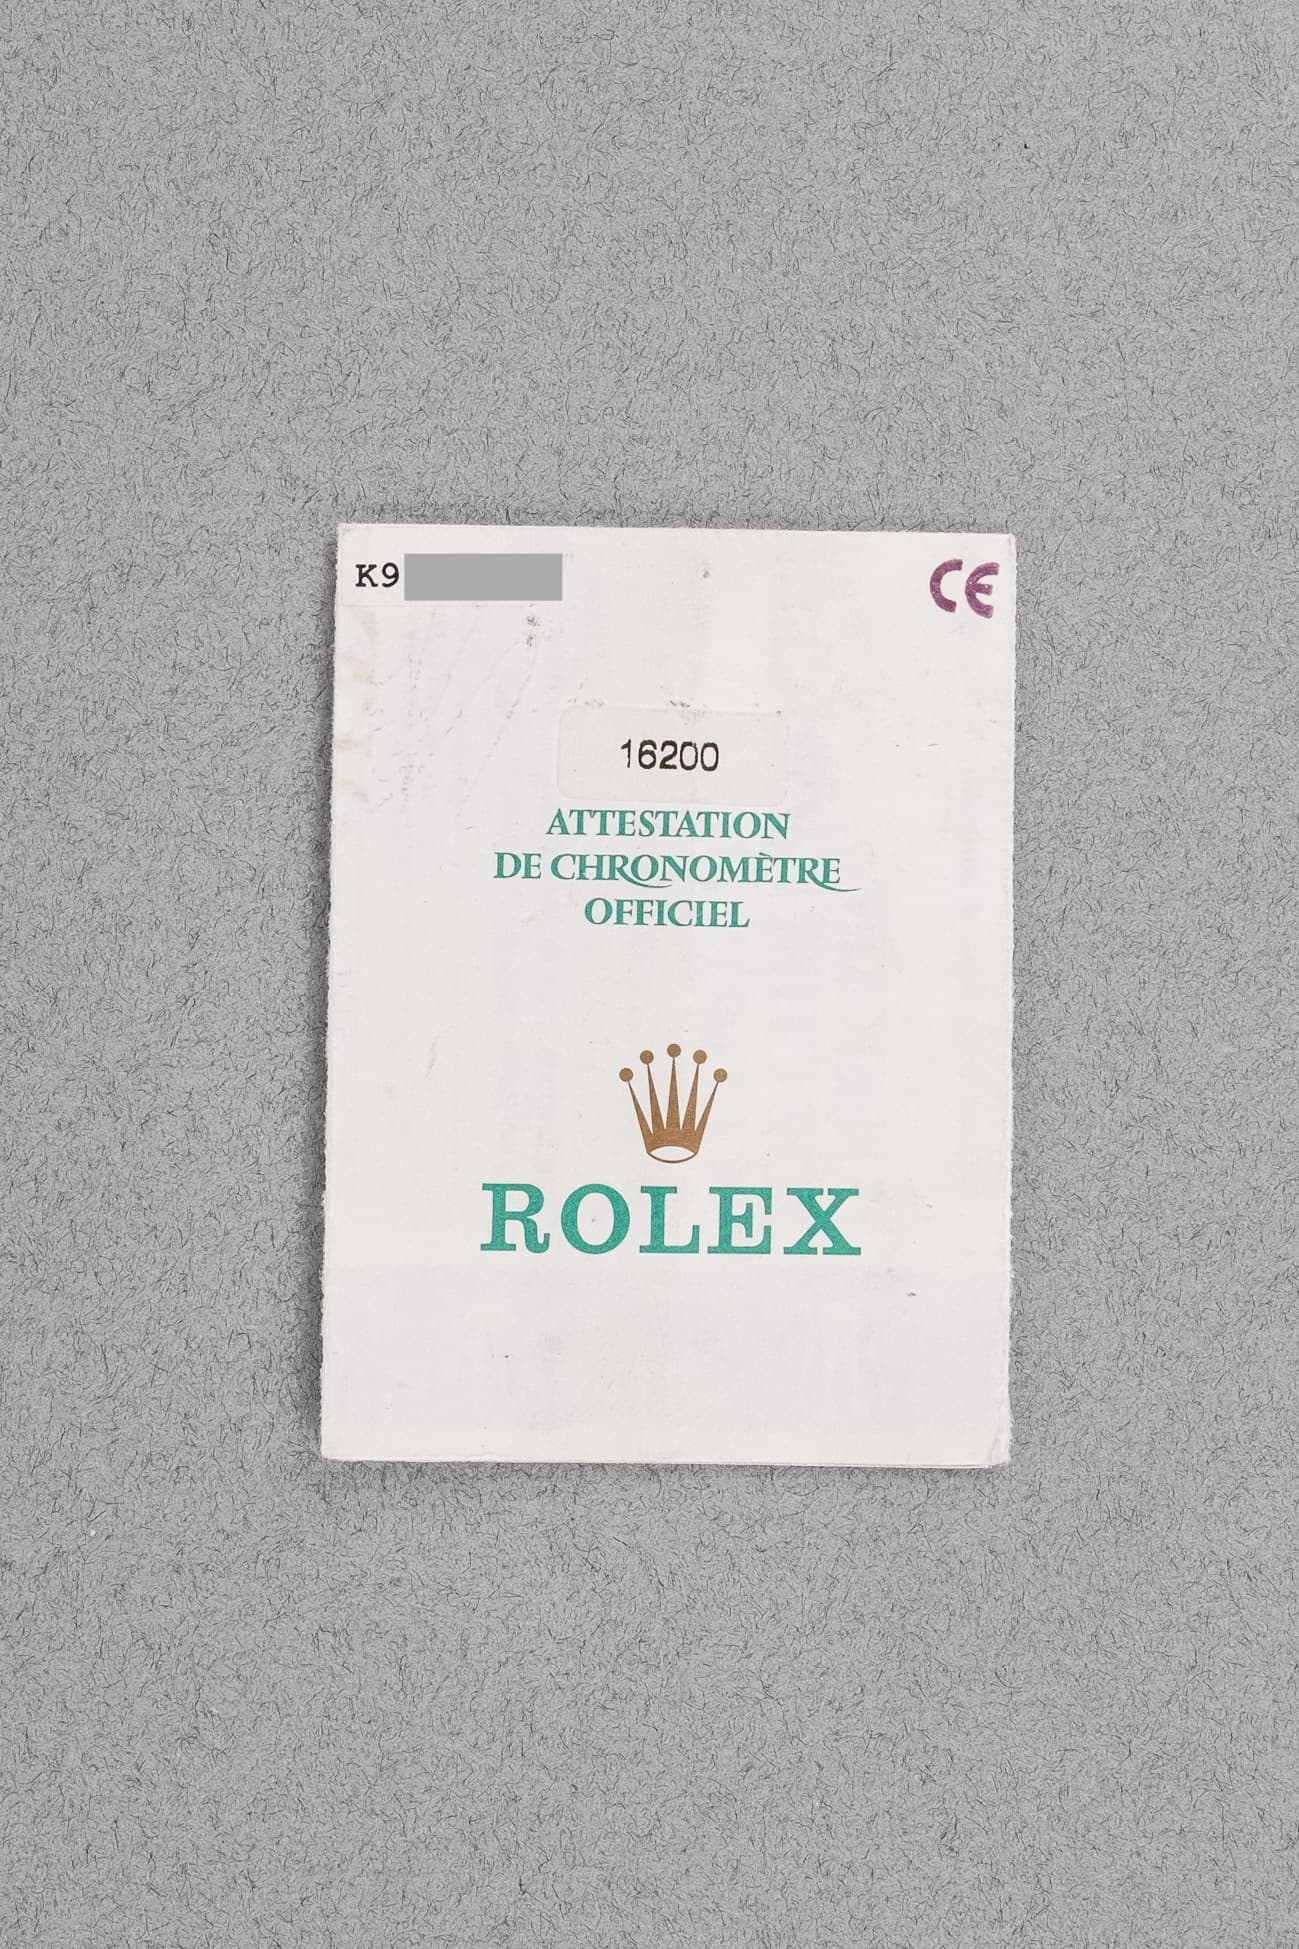 K9
CE
16200
ATTESTATION
DE CHRONOMÈTRE
OFFICIEL
ROLEX